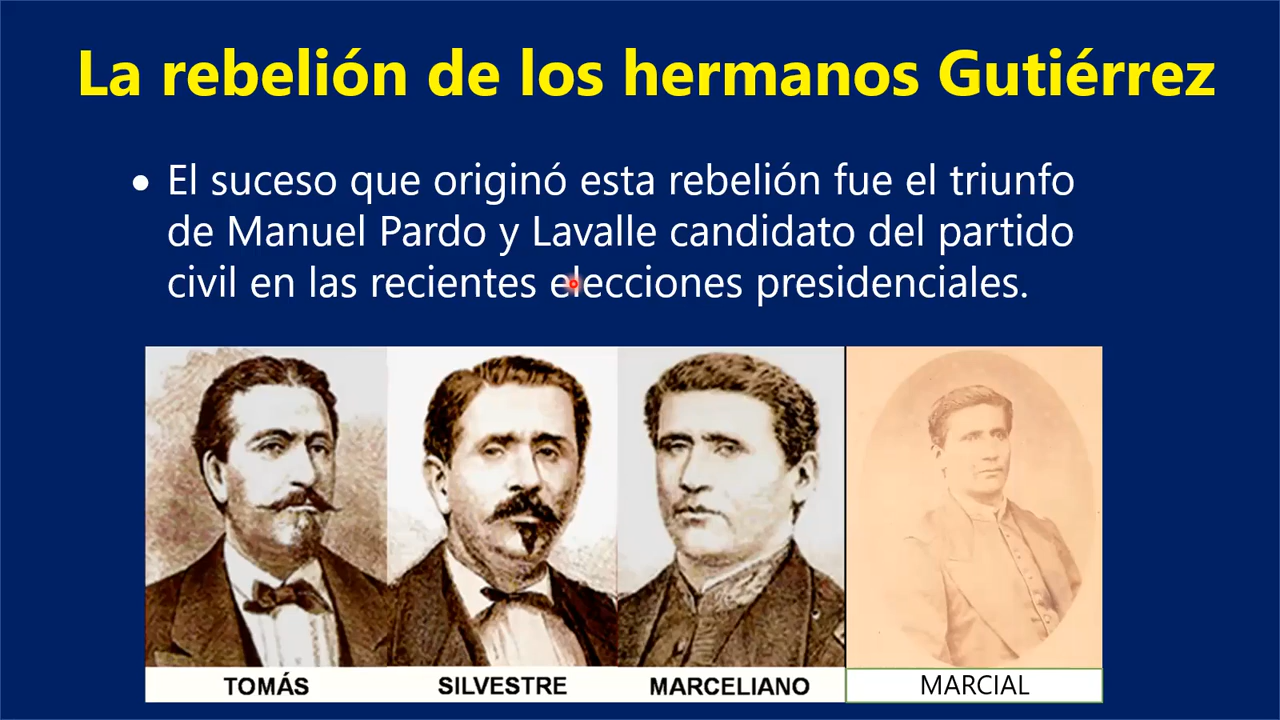 La rebelión de los hermanos Gutiérrez
• El suceso que originó esta rebelión fue el triunfo
de Manuel Pardo y Lavalle candidato del partido
civil en las recientes elecciones presidenciales.
TOMÁS SILVESTRE MARCELIANO MARCIAL